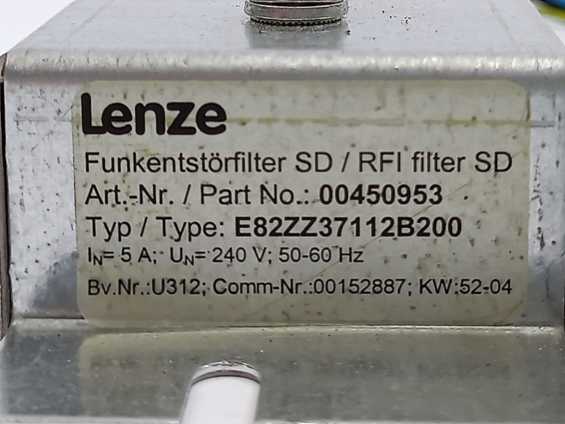 Lenze
Funkentstörfilter SD / RFI filter SD
Art.-Nr. / Part No.: 00450953
Typ / Type: E82ZZ37112B200
IN= 5 A; UN= 240 V; 50-60 Hz
Bv.Nr.:U312; Comm-Nr.:00152887; KW:52-04